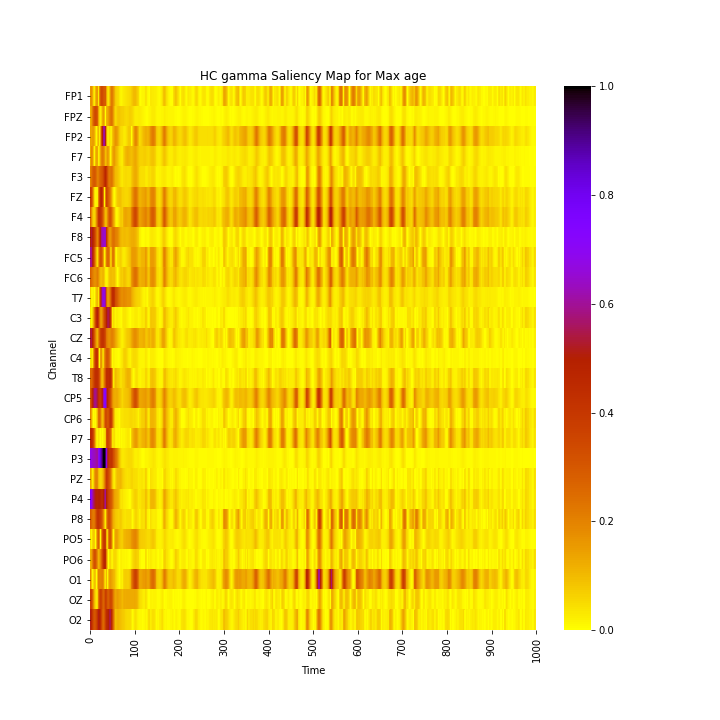 HC gamma Saliency Map for Max age
Channel
FP1
FPZ
FP2
F7
F3
FZ
F4
F8
FC5
FC6
T7
C3
CZ
C4
T8
CP5
CP6
P7
P3
PZ
P4
P8
PO5
PO6
O1
OZ
O2
0 100 200 300 400 500 600 700 800 900 1000
Time
1.0
0.8
0.6
0.4
0.2
0.0